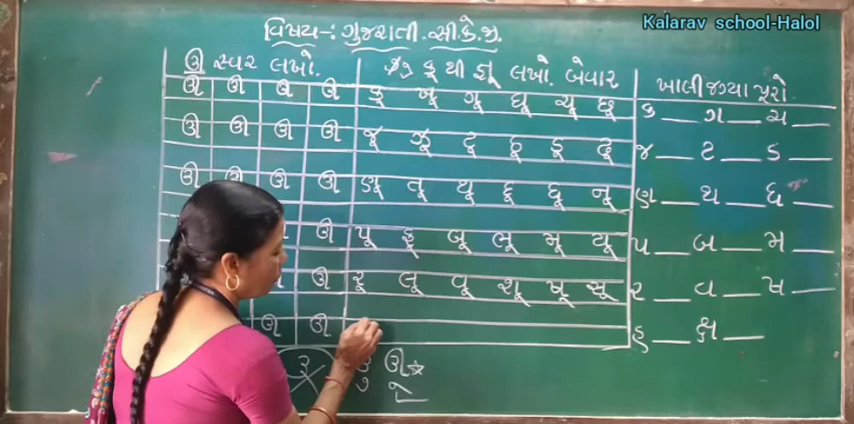 Kalarav school-Halol
વિષય-: ગુજરાતી. સી.કે.જી.
ઊ સ્વર લખો.
કૂ થી જ્ઞૂ લખો. બેવાર
ખાલી જગ્યા પૂરો.
ઊ ઊ ઊ ઊ કૂ ખૂ ગૂ ઘૂ ચૂ છૂ
ક __ ગ __ ચ __
ઊ ઊ ઊ ઊ જૂ ઝૂ ટૂ ઠૂ ડૂ ઢૂ
જ __ ટ __ ડ __
ઊ ઊ ઊ ઊ ણૂ તૂ થૂ દૂ ધૂ નૂ
ણ __ થ __ ધ __
ઊ પૂ ફૂ બૂ ભૂ મૂ યૂ
પ __ બ __ મ __
ઊ રૂ લૂ વૂ શૂ ષૂ સૂ
ર __ વ __ ષ __
ઊ ઊ
હ __ ક્ષ __
ઊ